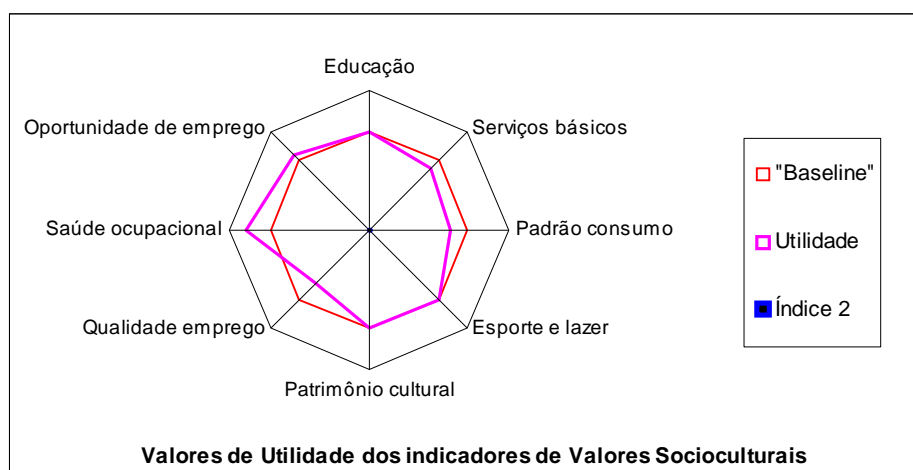 Educação
Oportunidade de emprego
Serviços básicos
Saúde ocupacional
Padrão consumo
Qualidade emprego
Esporte e lazer
Patrimônio cultural
"Baseline"
Utilidade
Índice 2
Valores de Utilidade dos indicadores de Valores Socioculturais